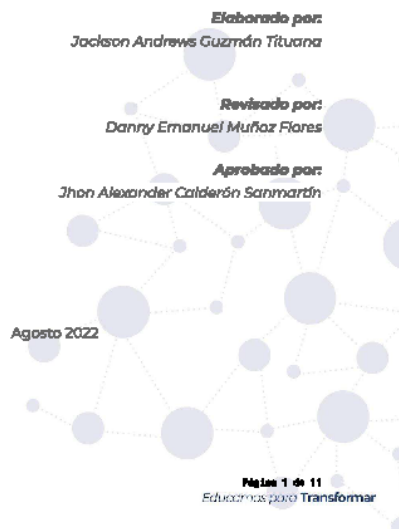 Elaborado por:
Jackson Andrews Guzmán Tituana
Revisado por:
Danny Emanuel Muñoz Flores
Aprobado por:
Jhon Alexander Calderón Sanmartín
Agosto 2022
Página 1 de 11
Educamos para Transformar